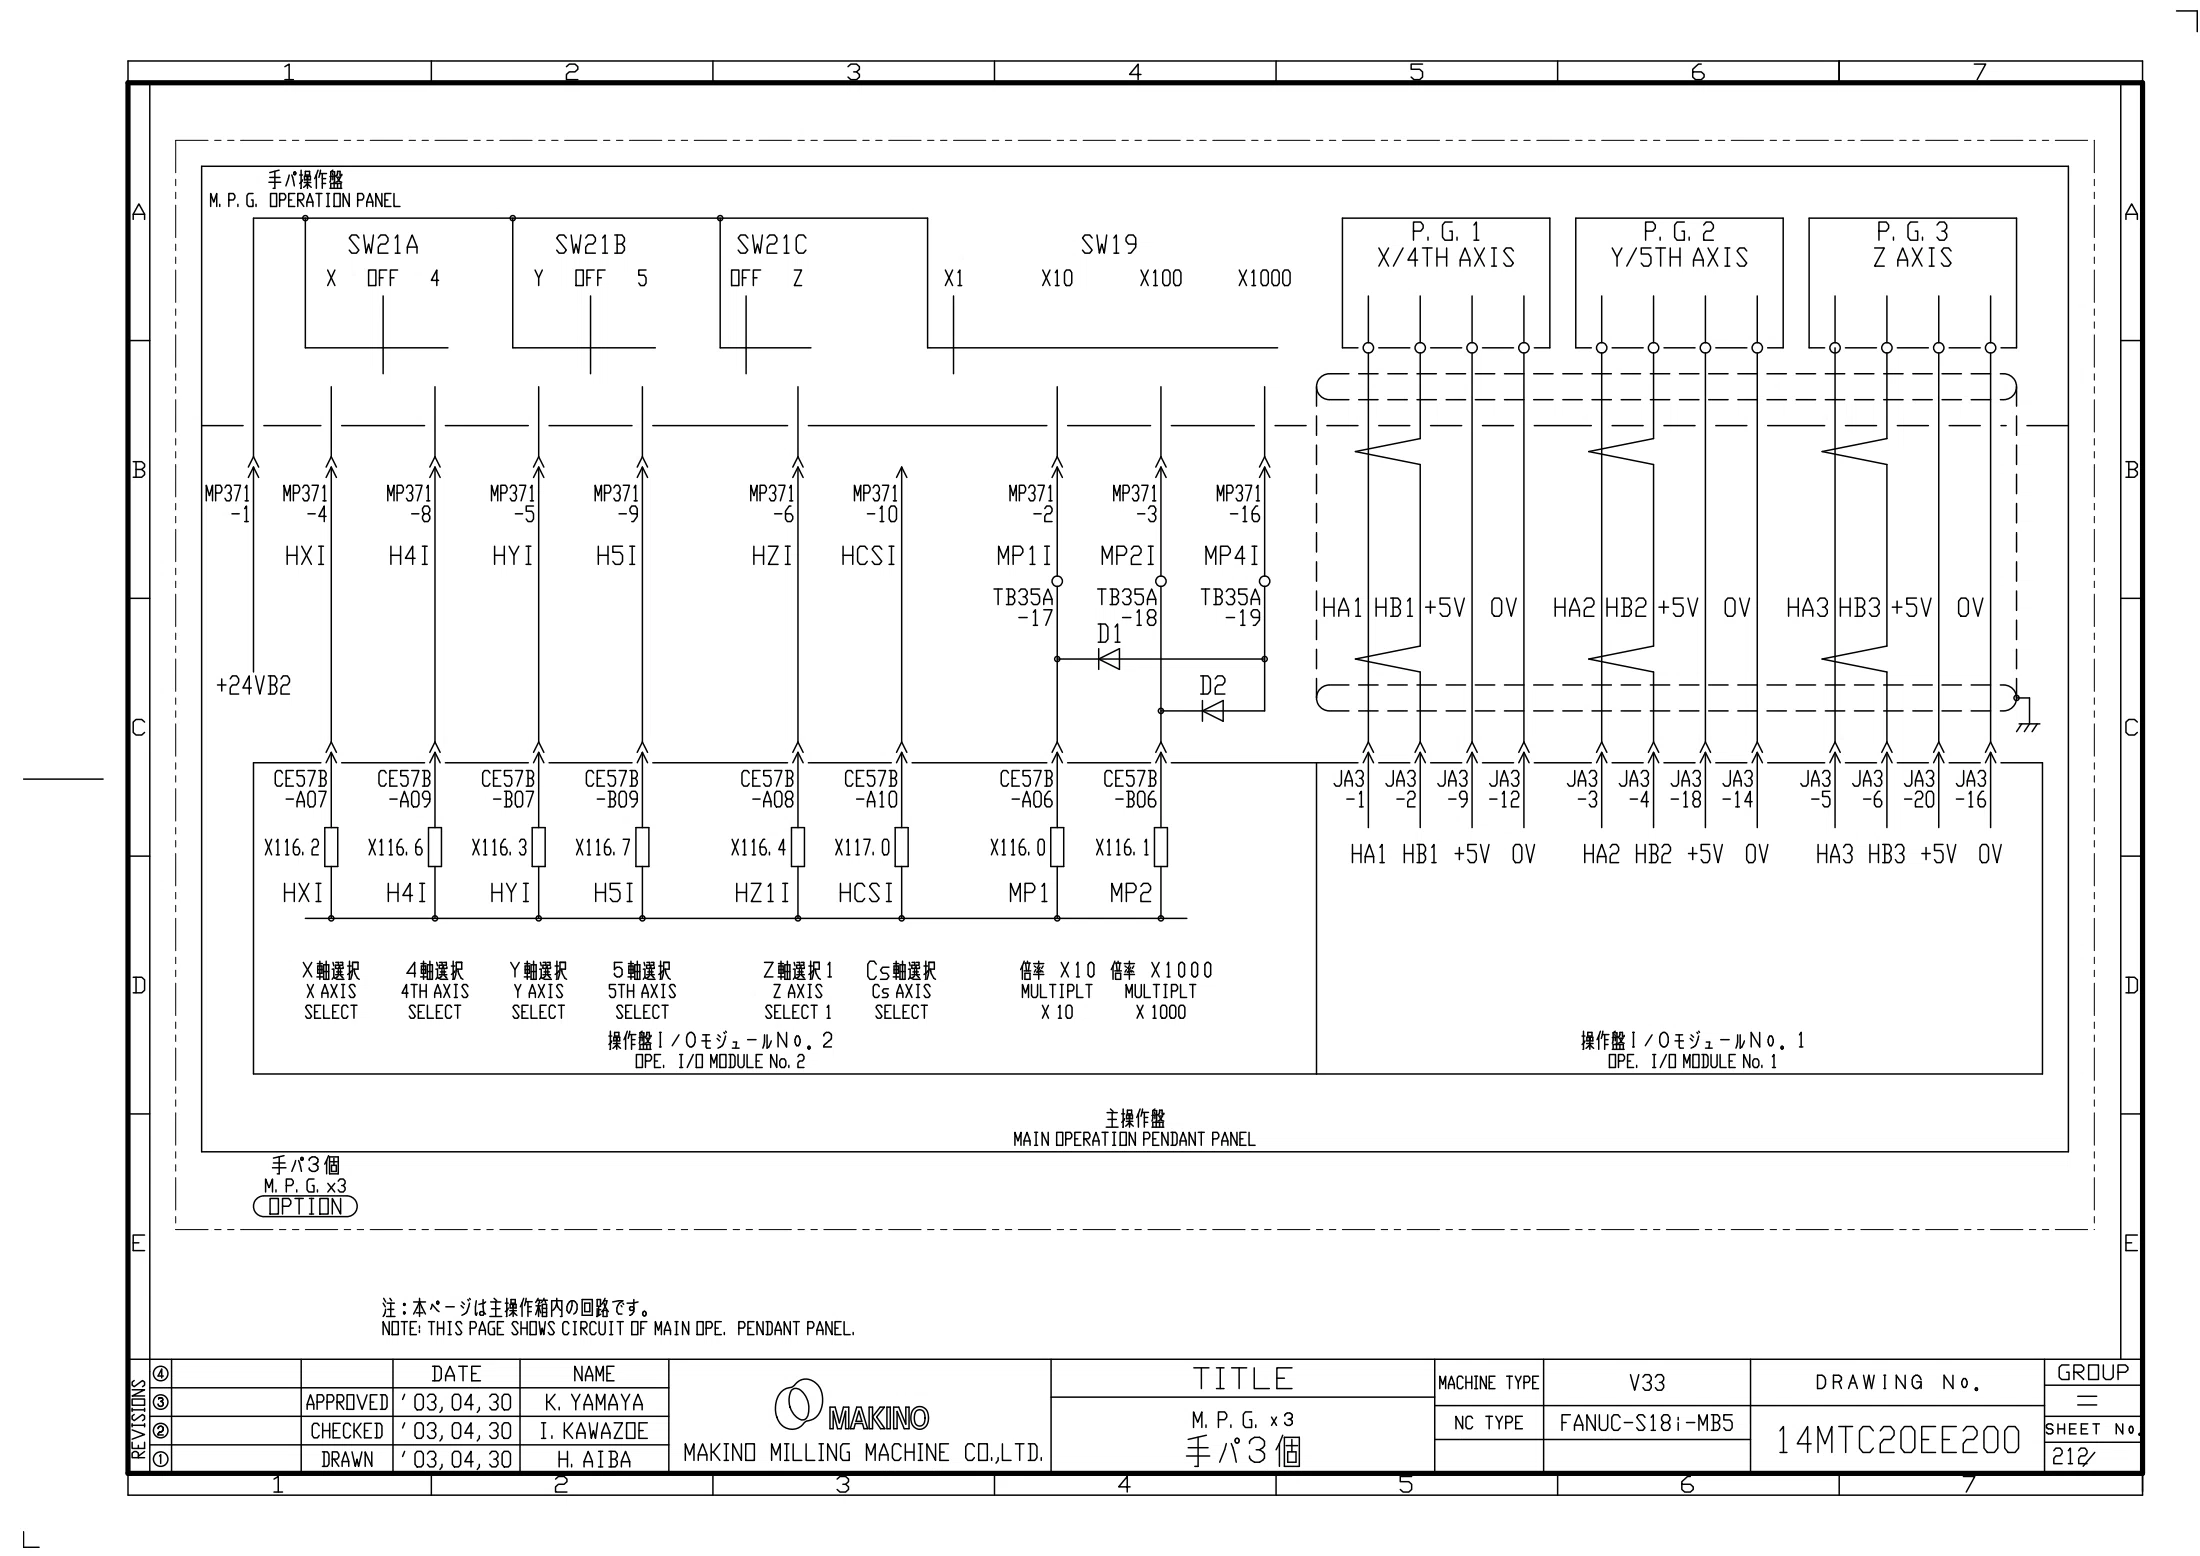 1 2 3 4 5 6 7
A A
B B
C C
D D
E E
手パ操作盤
M. P. G. OPERATION PANEL
SW21A SW21B SW21C SW19
X OFF 4 Y OFF 5 OFF Z X1 X10 X100 X1000
P. G. 1 P. G. 2 P. G. 3
X/4TH AXIS Y/5TH AXIS Z AXIS
MP371 MP371 MP371 MP371 MP371 MP371 MP371 MP371 MP371 MP371
-1 -4 -8 -5 -9 -6 -10 -2 -3 -16
HXI H4I HYI H5I HZI HCSI MP1I MP2I MP4I
TB35A TB35A TB35A
-17 -18 -19
HA1 HB1 +5V 0V HA2 HB2 +5V 0V HA3 HB3 +5V 0V
D1
+24VB2
D2
CE57B CE57B CE57B CE57B CE57B CE57B CE57B CE57B
-A07 -A09 -B07 -B09 -A08 -A10 -A06 -B06
JA3 JA3 JA3 JA3 JA3 JA3 JA3 JA3 JA3 JA3 JA3 JA3
-1 -2 -9 -12 -3 -4 -18 -14 -5 -6 -20 -16
X116.2 X116.6 X116.3 X116.7 X116.4 X117.0 X116.0 X116.1
HA1 HB1 +5V 0V HA2 HB2 +5V 0V HA3 HB3 +5V 0V
HXI H4I HYI H5I HZ1I HCSI MP1 MP2
X軸選択 4軸選択 Y軸選択 5軸選択 Z軸選択1 Cs軸選択 倍率 X10 倍率 X1000
X AXIS 4TH AXIS Y AXIS 5TH AXIS Z AXIS Cs AXIS MULTIPLT MULTIPLT
SELECT SELECT SELECT SELECT SELECT 1 SELECT X 10 X 1000
操作盤I/OモジュールNo.2
OPE. I/O MODULE No. 2
操作盤I/OモジュールNo.1
OPE. I/O MODULE No. 1
主操作盤
MAIN OPERATION PENDANT PANEL
手パ3個
M. P. G. x3
OPTION
注:本ページは主操作箱内の回路です。
NOTE: THIS PAGE SHOWS CIRCUIT OF MAIN OPE. PENDANT PANEL.
REVISIONS
④
③
②
①
DATE NAME
APPROVED '03,04,30 K. YAMAYA
CHECKED '03,04,30 I. KAWAZOE
DRAWN '03,04,30 H. AIBA
MAKINO
MAKINO MILLING MACHINE CO.,LTD.
TITLE
M. P. G. x3
手パ3個
MACHINE TYPE V33
NC TYPE FANUC-S18i-MB5
DRAWING No.
14MTC20EE200
GROUP
=
SHEET No.
212/
1 2 3 4 5 6 7